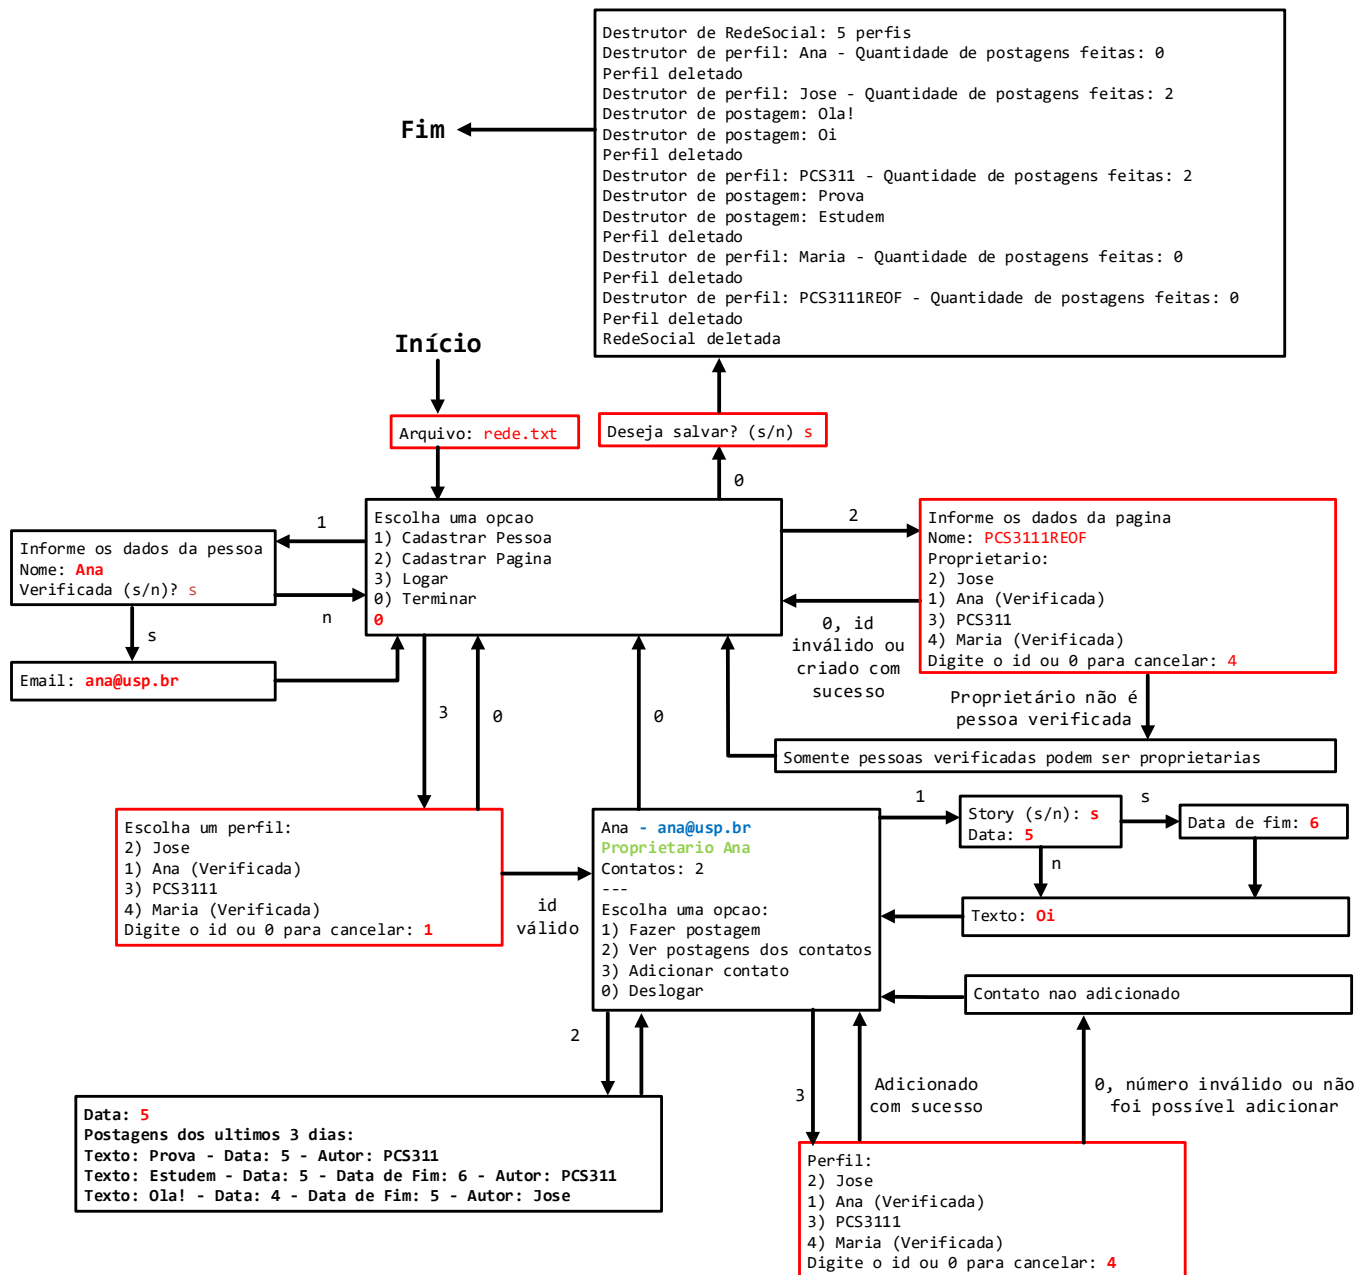 Destrutor de RedeSocial: 5 perfis
Destrutor de perfil: Ana - Quantidade de postagens feitas: 0
Perfil deletado
Destrutor de perfil: Jose - Quantidade de postagens feitas: 2
Destrutor de postagem: Ola!
Destrutor de postagem: Oi
Perfil deletado
Destrutor de perfil: PCS311 - Quantidade de postagens feitas: 2
Destrutor de postagem: Prova
Destrutor de postagem: Estudem
Perfil deletado
Destrutor de perfil: Maria - Quantidade de postagens feitas: 0
Perfil deletado
Destrutor de perfil: PCS3111REOF - Quantidade de postagens feitas: 0
Perfil deletado
RedeSocial deletada
Fim
Início
Arquivo: rede.txt
Deseja salvar? (s/n) s
0
Escolha uma opcao
1) Cadastrar Pessoa
2) Cadastrar Pagina
3) Logar
0) Terminar
0
1
Informe os dados da pessoa
Nome: Ana
Verificada (s/n)? s
n
s
Email: ana@usp.br
2
Informe os dados da pagina
Nome: PCS3111REOF
Proprietario:
2) Jose
1) Ana (Verificada)
3) PCS311
4) Maria (Verificada)
Digite o id ou 0 para cancelar: 4
0, id
inválido ou
criado com
sucesso
Proprietário não é
pessoa verificada
Somente pessoas verificadas podem ser proprietarias
3
0
0
Escolha um perfil:
2) Jose
1) Ana (Verificada)
3) PCS3111
4) Maria (Verificada)
Digite o id ou 0 para cancelar: 1
id
válido
Ana - ana@usp.br
Proprietario Ana
Contatos: 2
---
Escolha uma opcao:
1) Fazer postagem
2) Ver postagens dos contatos
3) Adicionar contato
0) Deslogar
1
Story (s/n): s
Data: 5
s
Data de fim: 6
n
Texto: Oi
Contato nao adicionado
2
Data: 5
Postagens dos ultimos 3 dias:
Texto: Prova - Data: 5 - Autor: PCS311
Texto: Estudem - Data: 5 - Data de Fim: 6 - Autor: PCS311
Texto: Ola! - Data: 4 - Data de Fim: 5 - Autor: Jose
3
Adicionado
com sucesso
0, número inválido ou não
foi possível adicionar
Perfil:
2) Jose
1) Ana (Verificada)
3) PCS3111
4) Maria (Verificada)
Digite o id ou 0 para cancelar: 4